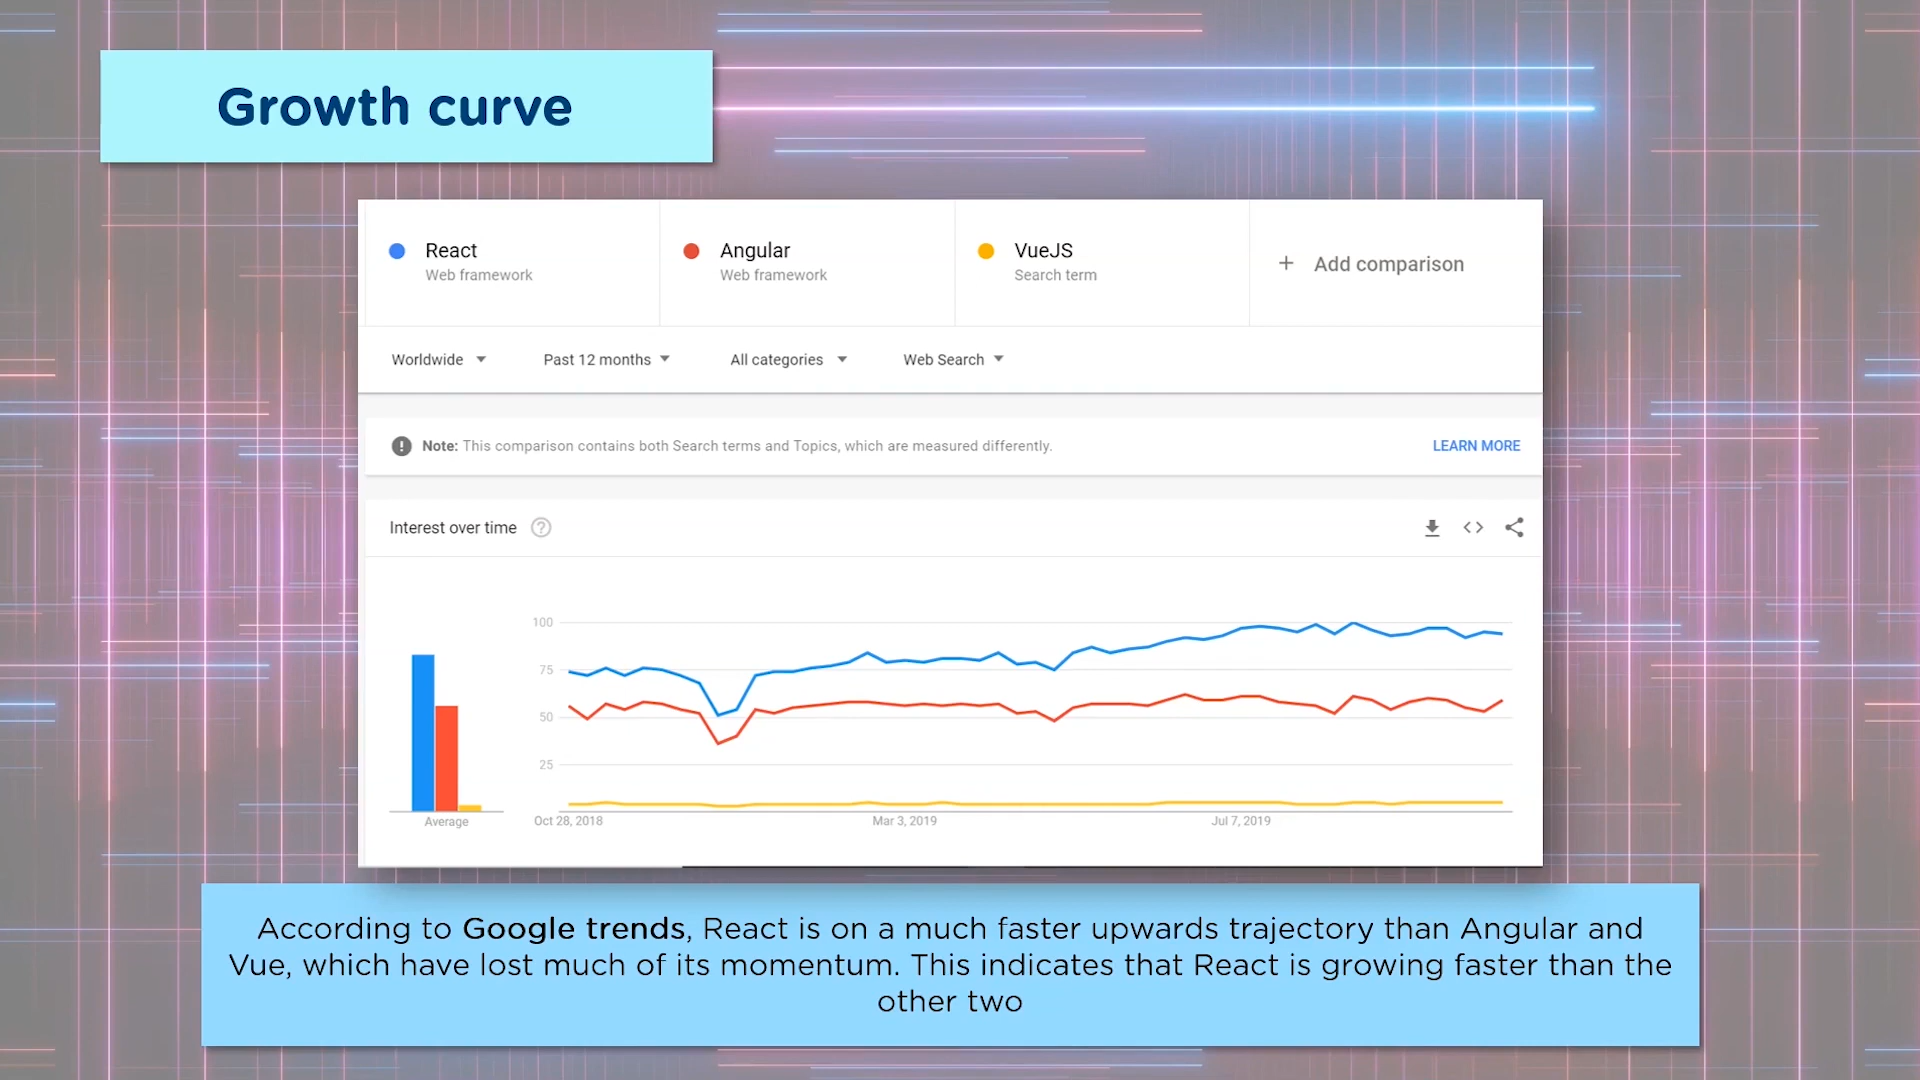 Growth curve
React
Web framework
Angular
Web framework
VueJS
Search term
+ Add comparison
Worldwide
Past 12 months
All categories
Web Search
Note: This comparison contains both Search terms and Topics, which are measured differently.
LEARN MORE
Interest over time
100
75
50
25
Average
Oct 28, 2018
Mar 3, 2019
Jul 7, 2019
According to Google trends, React is on a much faster upwards trajectory than Angular and
Vue, which have lost much of its momentum. This indicates that React is growing faster than the
other two